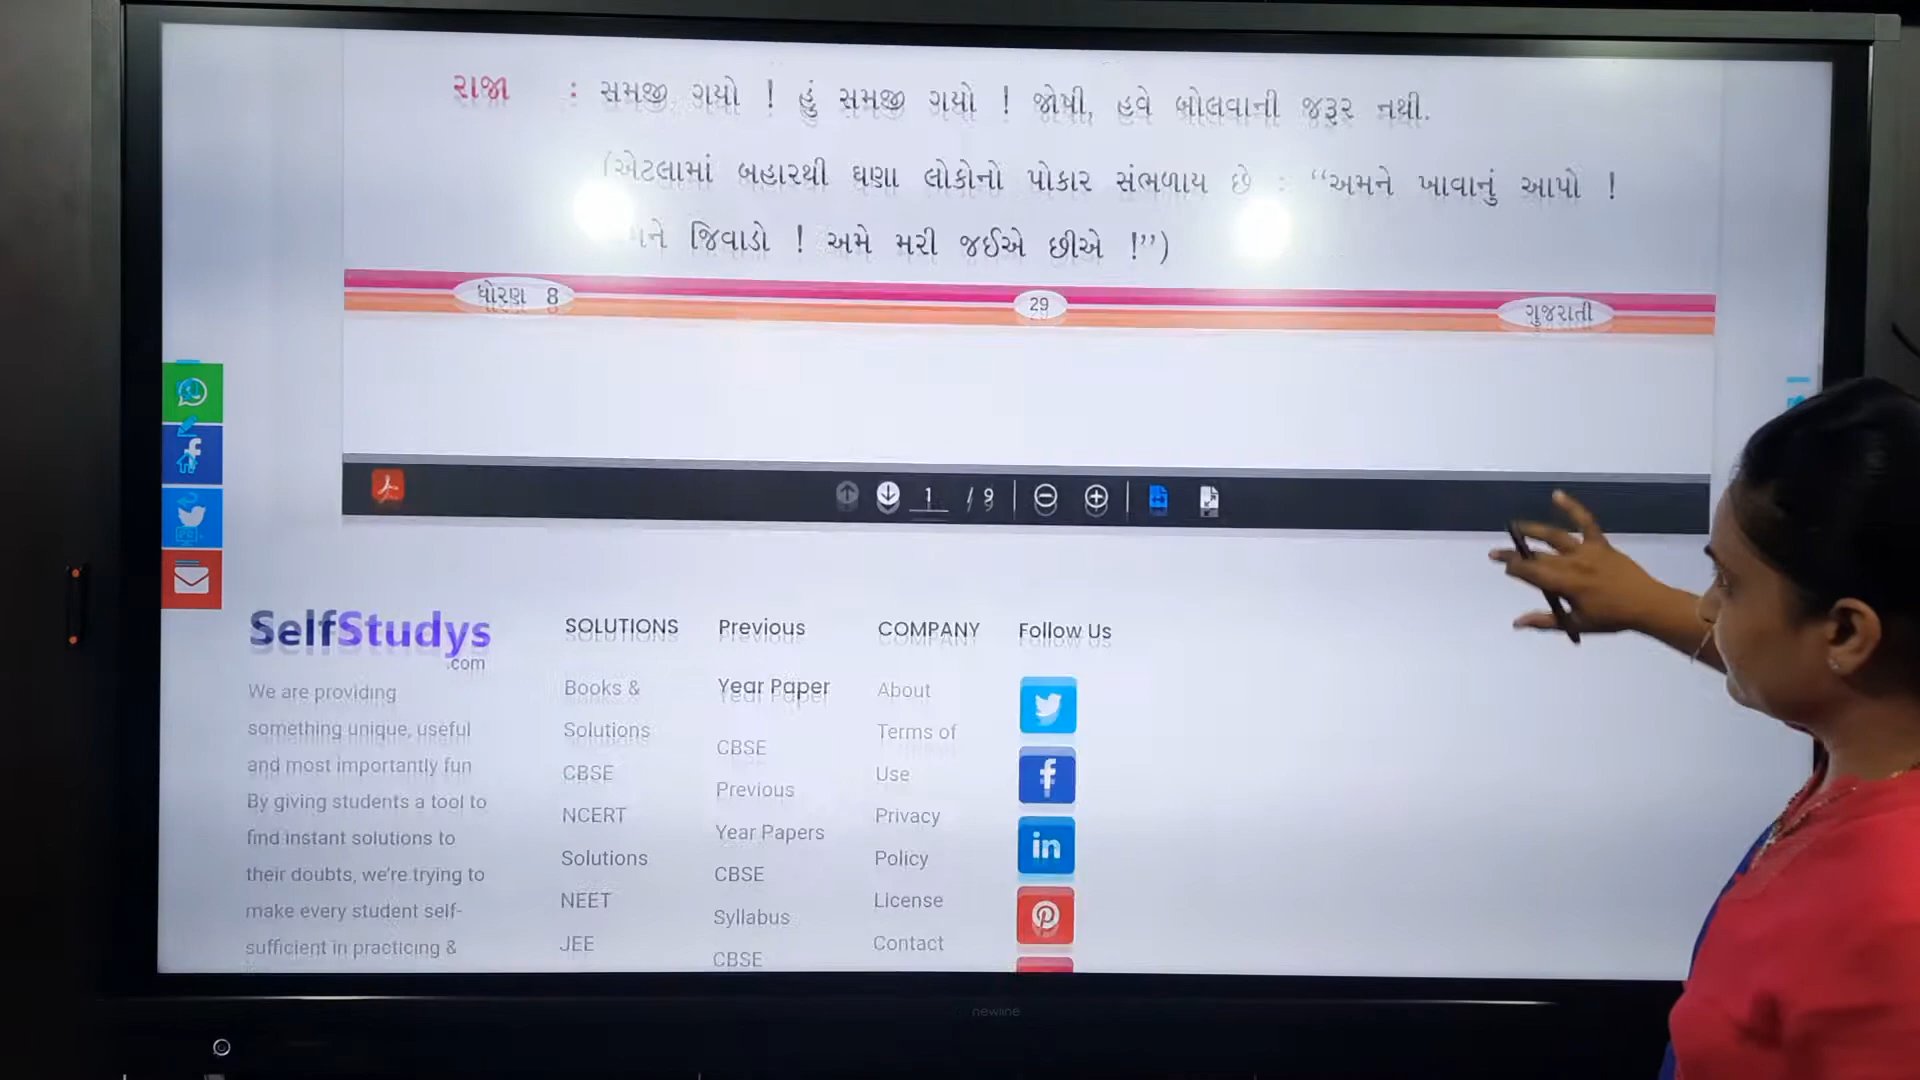 રાજા : સમજી ગયો ! હું સમજી ગયો ! જોષી, હવે બોલવાની જરૂર નથી.
(એટલામાં બહારથી ઘણા લોકોનો પોકાર સંભળાય છે : “અમને ખાવાનું આપો !
જિવાડો ! અમે મરી જઈએ છીએ !”)
ધોરણ 8
29
ગુજરાતી
1 / 9
SelfStudys
.com
We are providing
something unique, useful
and most importantly fun
By giving students a tool to
find instant solutions to
their doubts, we're trying to
make every student self-
sufficient in practicing &
SOLUTIONS
Books &
Solutions
CBSE
NCERT
Solutions
NEET
JEE
Previous
Year Paper
CBSE
Previous
Year Papers
CBSE
Syllabus
CBSE
COMPANY
About
Terms of
Use
Privacy
Policy
License
Contact
Follow Us
newline